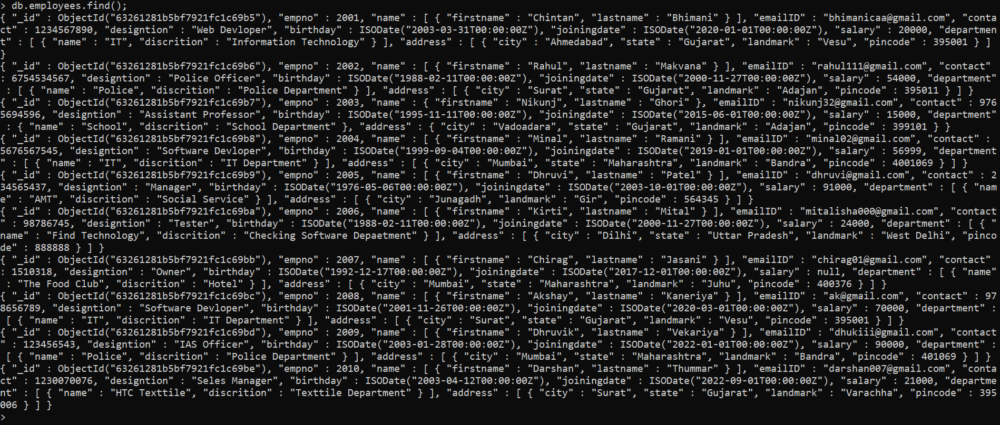 > db.employees.find();
{ "_id" : ObjectId("63261281b5bf7921fc1c69b5"), "empno" : 2001, "name" : [ { "firstname" : "Chintan", "lastname" : "Bhimani" } ], "emailID" : "bhimanicaa@gmail.com", "conta
ct" : 1234567890, "designtion" : "Web Devloper", "birthday" : ISODate("2003-03-31T00:00:00Z"), "joiningdate" : ISODate("2020-01-01T00:00:00Z"), "salary" : 20000, "departmen
t" : [ { "name" : "IT", "discrition" : "Information Technology" } ], "address" : [ { "city" : "Ahmedabad", "state" : "Gujarat", "landmark" : "Vesu", "pincode" : 395001 } ]
}
{ "_id" : ObjectId("63261281b5bf7921fc1c69b6"), "empno" : 2002, "name" : [ { "firstname" : "Rahul", "lastname" : "Makvana" } ], "emailID" : "rahul111@gmail.com", "contact"
: 6754534567, "designtion" : "Police Officer", "birthday" : ISODate("1988-02-11T00:00:00Z"), "joiningdate" : ISODate("2000-11-27T00:00:00Z"), "salary" : 54000, "department"
: [ { "name" : "Police", "discrition" : "Police Department" } ], "address" : [ { "city" : "Surat", "state" : "Gujarat", "landmark" : "Adajan", "pincode" : 395011 } ] }
{ "_id" : ObjectId("63261281b5bf7921fc1c69b7"), "empno" : 2003, "name" : { "firstname" : "Nikunj", "lastname" : "Ghori" }, "emailID" : "nikunj32@gmail.com", "contact" : 976
5694596, "designtion" : "Assistant Professor", "birthday" : ISODate("1995-11-11T00:00:00Z"), "joiningdate" : ISODate("2015-06-01T00:00:00Z"), "salary" : 15000, "department"
: { "name" : "School", "discrition" : "School Department" }, "address" : { "city" : "Vadoadara", "state" : "Gujarat", "landmark" : "Adajan", "pincode" : 399101 } }
{ "_id" : ObjectId("63261281b5bf7921fc1c69b8"), "empno" : 2004, "name" : [ { "firstname" : "Minal", "lastname" : "Ramani" } ], "emailID" : "minal02@gmail.com", "contact" :
5676567545, "designtion" : "Software Devloper", "birthday" : ISODate("1999-09-04T00:00:00Z"), "joiningdate" : ISODate("2019-01-01T00:00:00Z"), "salary" : 56999, "department
" : [ { "name" : "IT", "discrition" : "IT Department" } ], "address" : [ { "city" : "Mumbai", "state" : "Maharashtra", "landmark" : "Bandra", "pincode" : 4001069 } ] }
{ "_id" : ObjectId("63261281b5bf7921fc1c69b9"), "empno" : 2005, "name" : [ { "firstname" : "Dhruvi", "lastname" : "Patel" } ], "emailID" : "dhruvi@gmail.com", "contact" : 2
34565437, "designtion" : "Manager", "birthday" : ISODate("1976-05-06T00:00:00Z"), "joiningdate" : ISODate("2003-10-01T00:00:00Z"), "salary" : 91000, "department" : [ { "nam
e" : "AMT", "discrition" : "Social Service" } ], "address" : [ { "city" : "Junagadh", "landmark" : "Gir", "pincode" : 564345 } ] }
{ "_id" : ObjectId("63261281b5bf7921fc1c69ba"), "empno" : 2006, "name" : [ { "firstname" : "Kirti", "lastname" : "Mital" } ], "emailID" : "mitalisha000@gmail.com", "contact
" : 98786745, "designtion" : "Tester", "birthday" : ISODate("1988-02-11T00:00:00Z"), "joiningdate" : ISODate("2000-11-27T00:00:00Z"), "salary" : 24000, "department" : [ { "
name" : "Find Technology", "discrition" : "Checking Software Depaetment" } ], "address" : [ { "city" : "Dilhi", "state" : "Uttar Pradesh", "landmark" : "West Delhi", "pinco
de" : 888888 } ] }
{ "_id" : ObjectId("63261281b5bf7921fc1c69bb"), "empno" : 2007, "name" : [ { "firstname" : "Chirag", "lastname" : "Jasani" } ], "emailID" : "chirag01@gmail.com", "contact"
: 1510318, "designtion" : "Owner", "birthday" : ISODate("1992-12-17T00:00:00Z"), "joiningdate" : ISODate("2017-12-01T00:00:00Z"), "salary" : null, "department" : [ { "name"
: "The Food Club", "discrition" : "Hotel" } ], "address" : [ { "city" : "Mumbai", "state" : "Maharashtra", "landmark" : "Juhu", "pincode" : 400376 } ] }
{ "_id" : ObjectId("63261281b5bf7921fc1c69bc"), "empno" : 2008, "name" : [ { "firstname" : "Akshay", "lastname" : "Kaneriya" } ], "emailID" : "ak@gmail.com", "contact" : 97
8656789, "designtion" : "Software Devloper", "birthday" : ISODate("2001-11-26T00:00:00Z"), "joiningdate" : ISODate("2020-03-01T00:00:00Z"), "salary" : 70000, "department" :
[ { "name" : "IT", "discrition" : "IT Department" } ], "address" : [ { "city" : "Surat", "state" : "Gujarat", "landmark" : "Vesu", "pincode" : 395001 } ] }
{ "_id" : ObjectId("63261281b5bf7921fc1c69bd"), "empno" : 2009, "name" : [ { "firstname" : "Dhruvik", "lastname" : "Vekariya" } ], "emailID" : "dhukiii@gmail.com", "contact
" : 123456543, "designtion" : "IAS Officer", "birthday" : ISODate("2003-01-28T00:00:00Z"), "joiningdate" : ISODate("2022-01-01T00:00:00Z"), "salary" : 90000, "department" :
[ { "name" : "Police", "discrition" : "Police Department" } ], "address" : [ { "city" : "Mumbai", "state" : "Maharashtra", "landmark" : "Bandra", "pincode" : 401069 } ] }
{ "_id" : ObjectId("63261281b5bf7921fc1c69be"), "empno" : 2010, "name" : [ { "firstname" : "Darshan", "lastname" : "Thummar" } ], "emailID" : "darshan007@gmail.com", "conta
ct" : 1230070076, "designtion" : "Seles Manager", "birthday" : ISODate("2003-04-12T00:00:00Z"), "joiningdate" : ISODate("2022-09-01T00:00:00Z"), "salary" : 21000, "departme
nt" : [ { "name" : "HTC Texttile", "discrition" : "Texttile Department" } ], "address" : [ { "city" : "Surat", "state" : "Gujarat", "landmark" : "Varachha", "pincode" : 395
006 } ] }
>